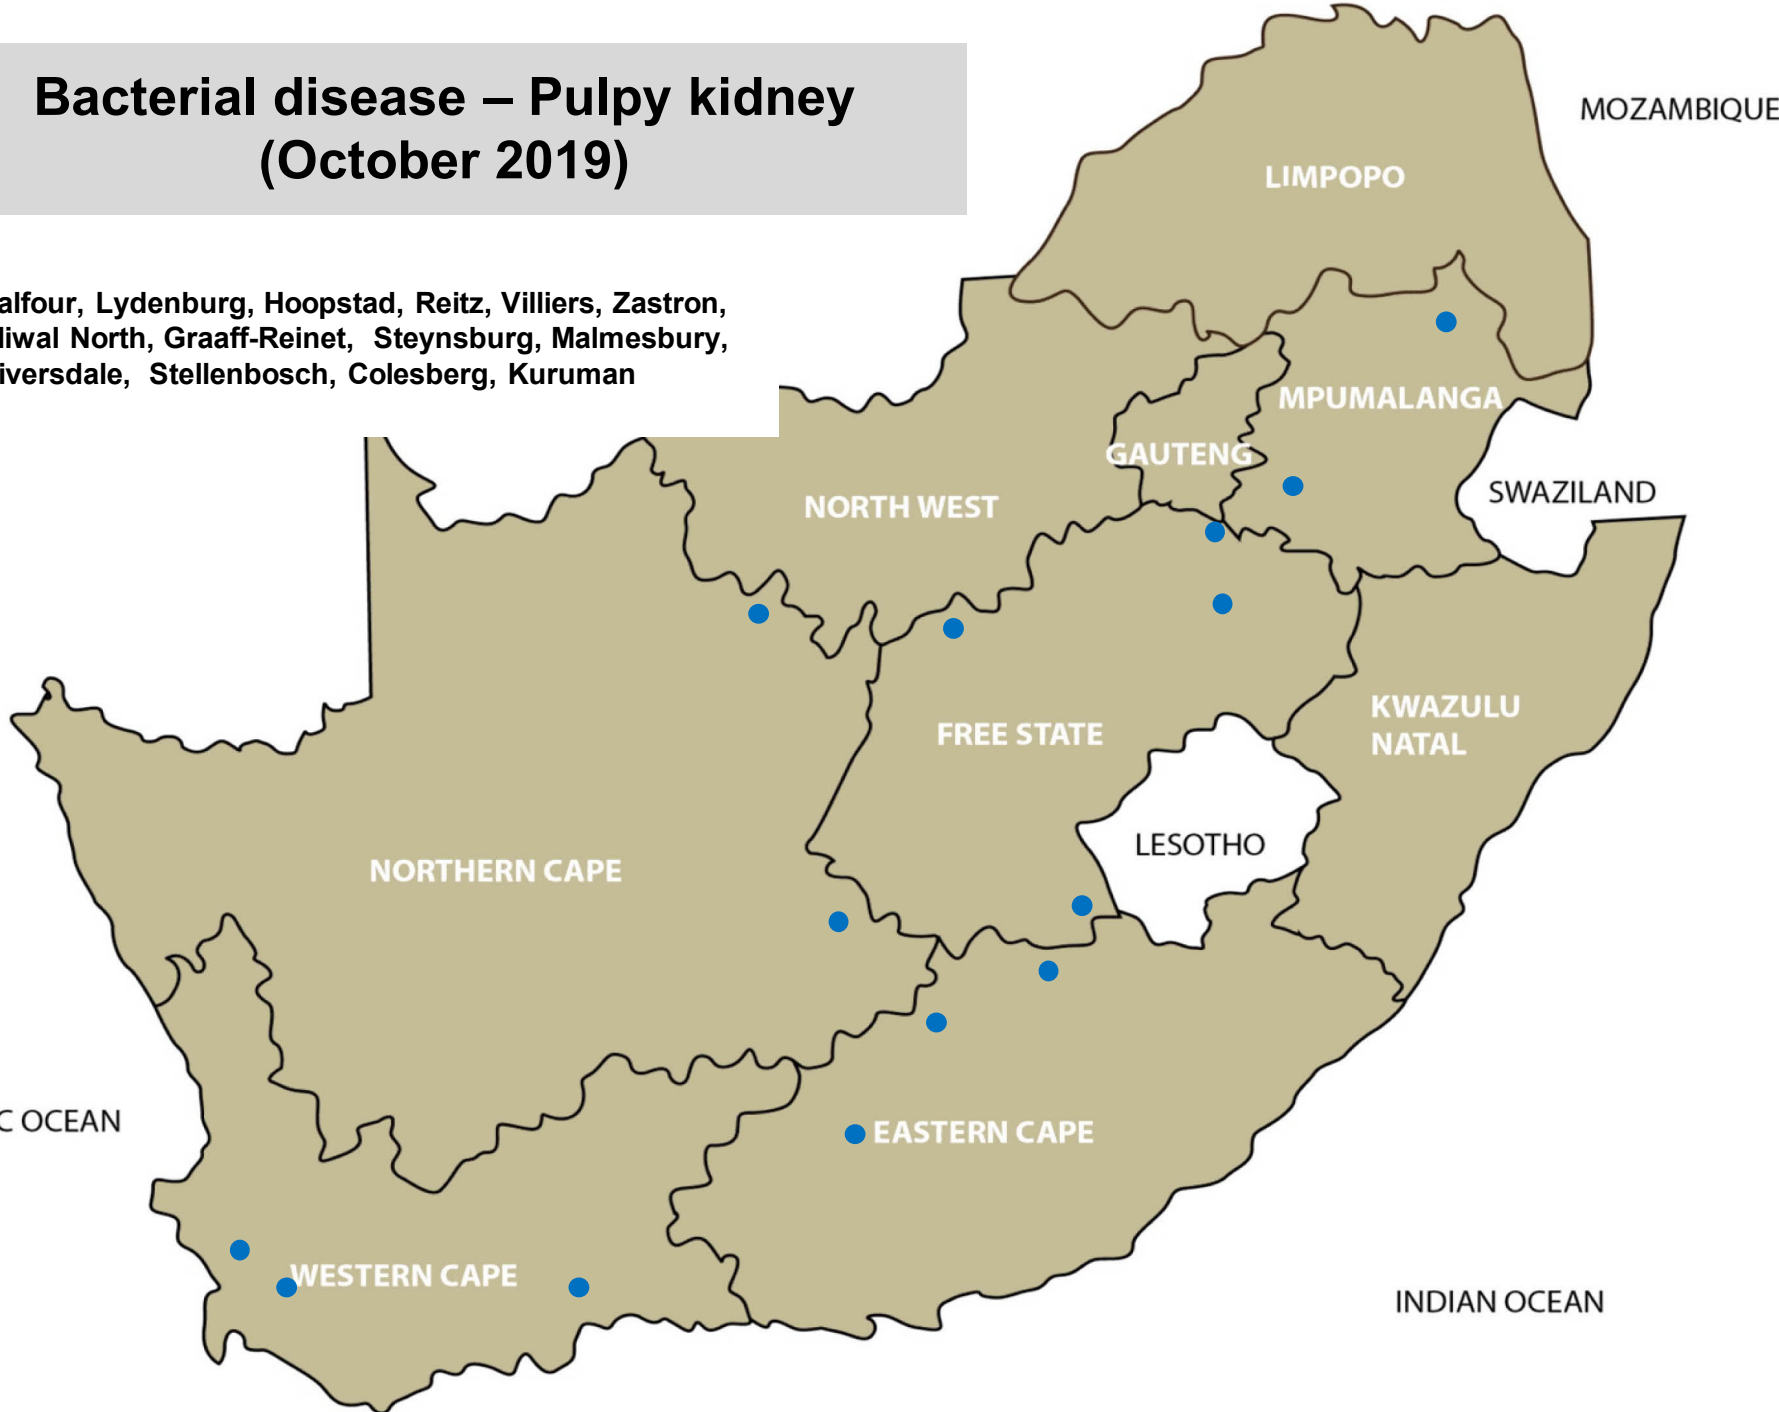 Bacterial disease – Pulpy kidney
(October 2019)
alfour, Lydenburg, Hoopstad, Reitz, Villiers, Zastron,
liwal North, Graaff-Reinet, Steynsburg, Malmesbury,
iversdale, Stellenbosch, Colesberg, Kuruman
MOZAMBIQUE
LIMPOPO
MPUMALANGA
GAUTENG
SWAZILAND
NORTH WEST
KWAZULU
NATAL
FREE STATE
LESOTHO
NORTHERN CAPE
C OCEAN
EASTERN CAPE
WESTERN CAPE
INDIAN OCEAN